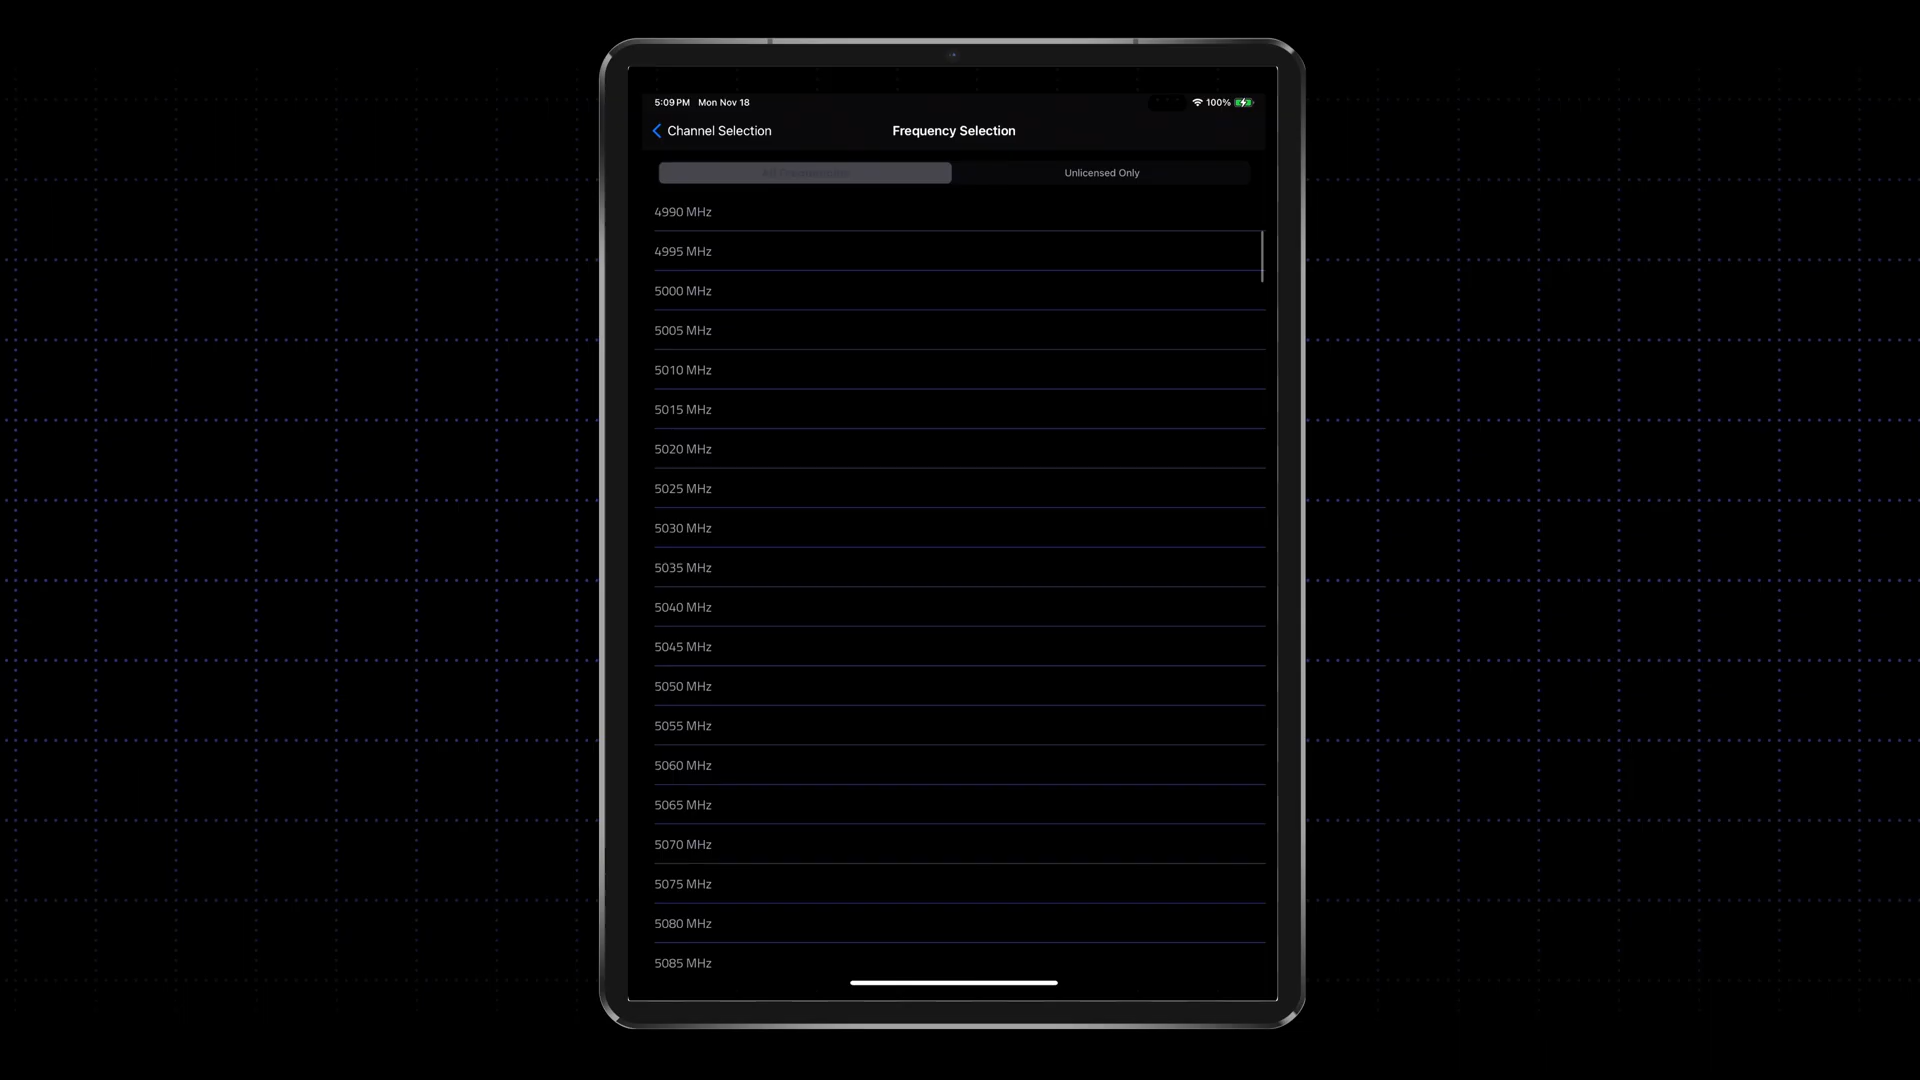 5:09 PM Mon Nov 18
100%
Channel Selection
Frequency Selection
Unlicensed Only
4990 MHz
4995 MHz
5000 MHz
5005 MHz
5010 MHz
5015 MHz
5020 MHz
5025 MHz
5030 MHz
5035 MHz
5040 MHz
5045 MHz
5050 MHz
5055 MHz
5060 MHz
5065 MHz
5070 MHz
5075 MHz
5080 MHz
5085 MHz